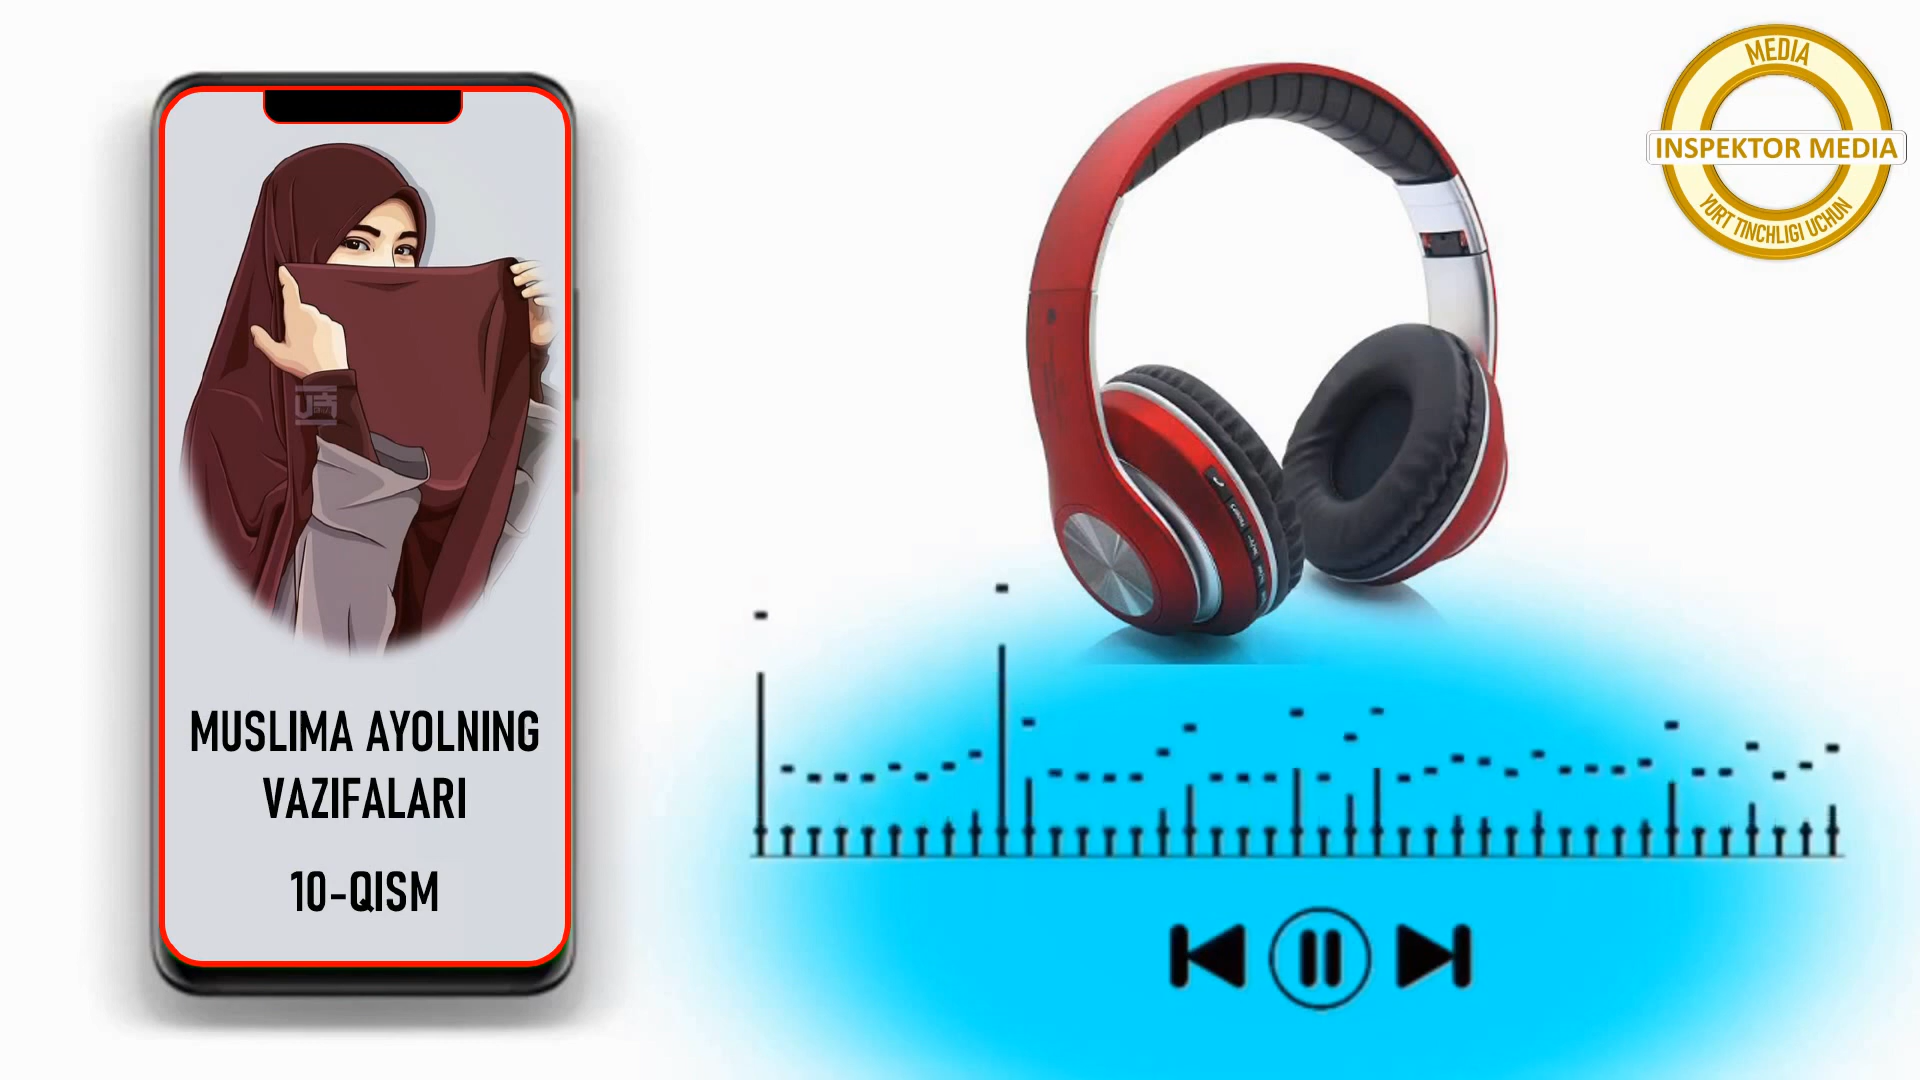 MUSLIMA AYOLNING
VAZIFALARI
10-QISM
MEDIA
INSPEKTOR MEDIA
YURT TINCHLIGI UCHUN